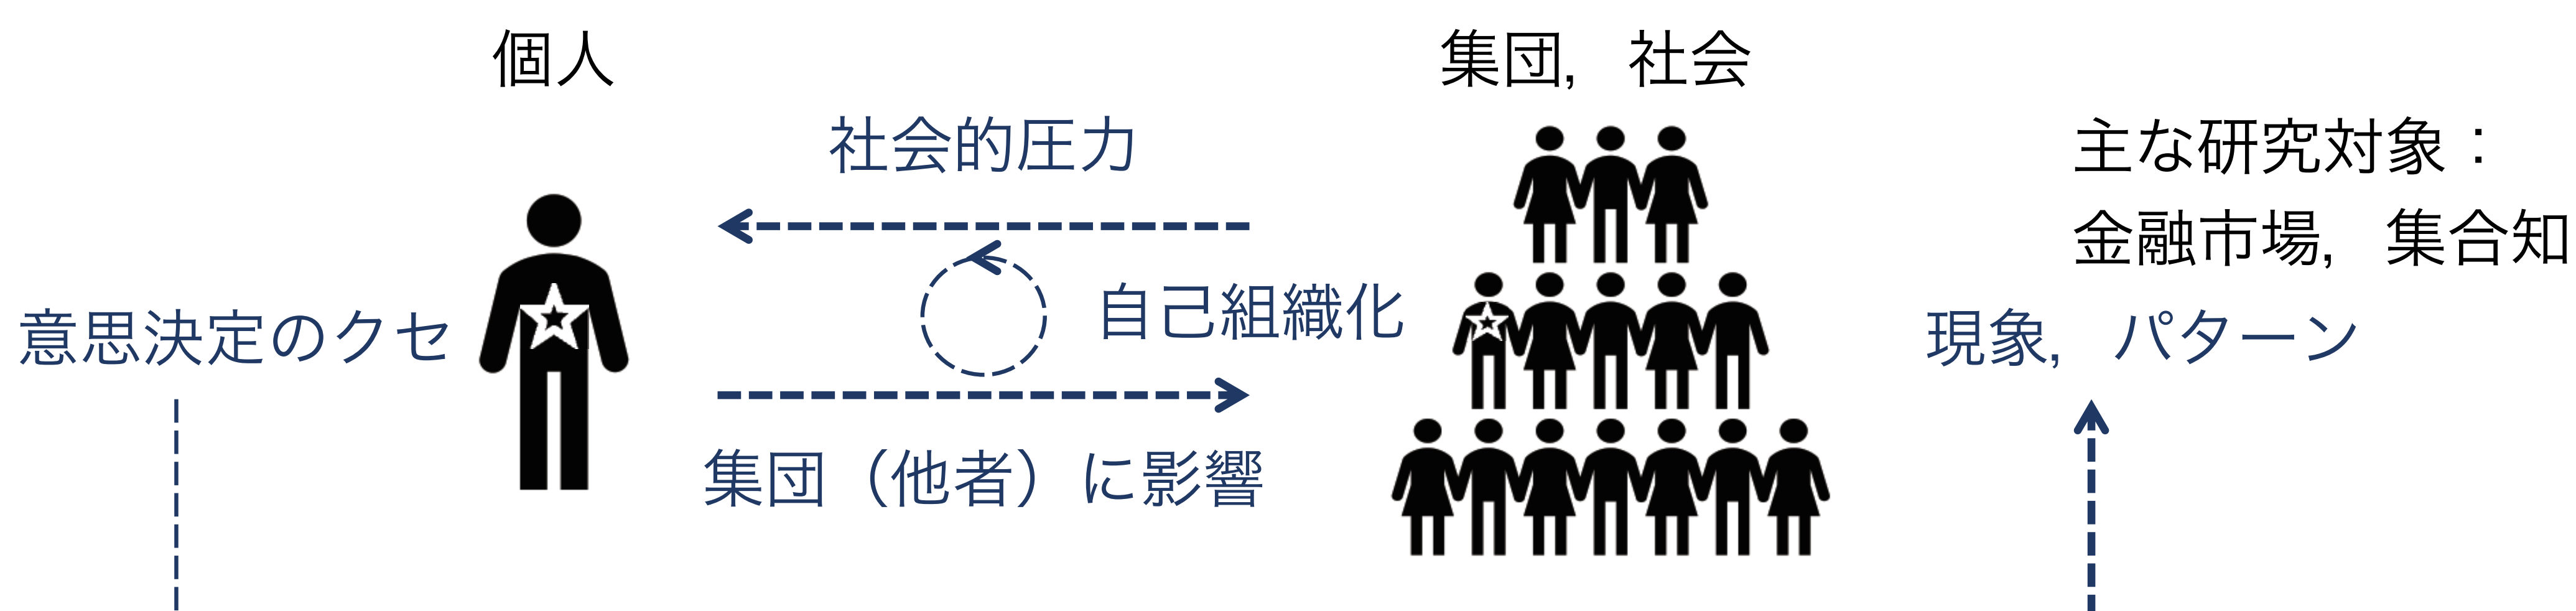 個人
集団, 社会
社会的圧力
主な研究対象:
金融市場, 集合知
自己組織化
意思決定のクセ
現象, パターン
集団（他者）に影響